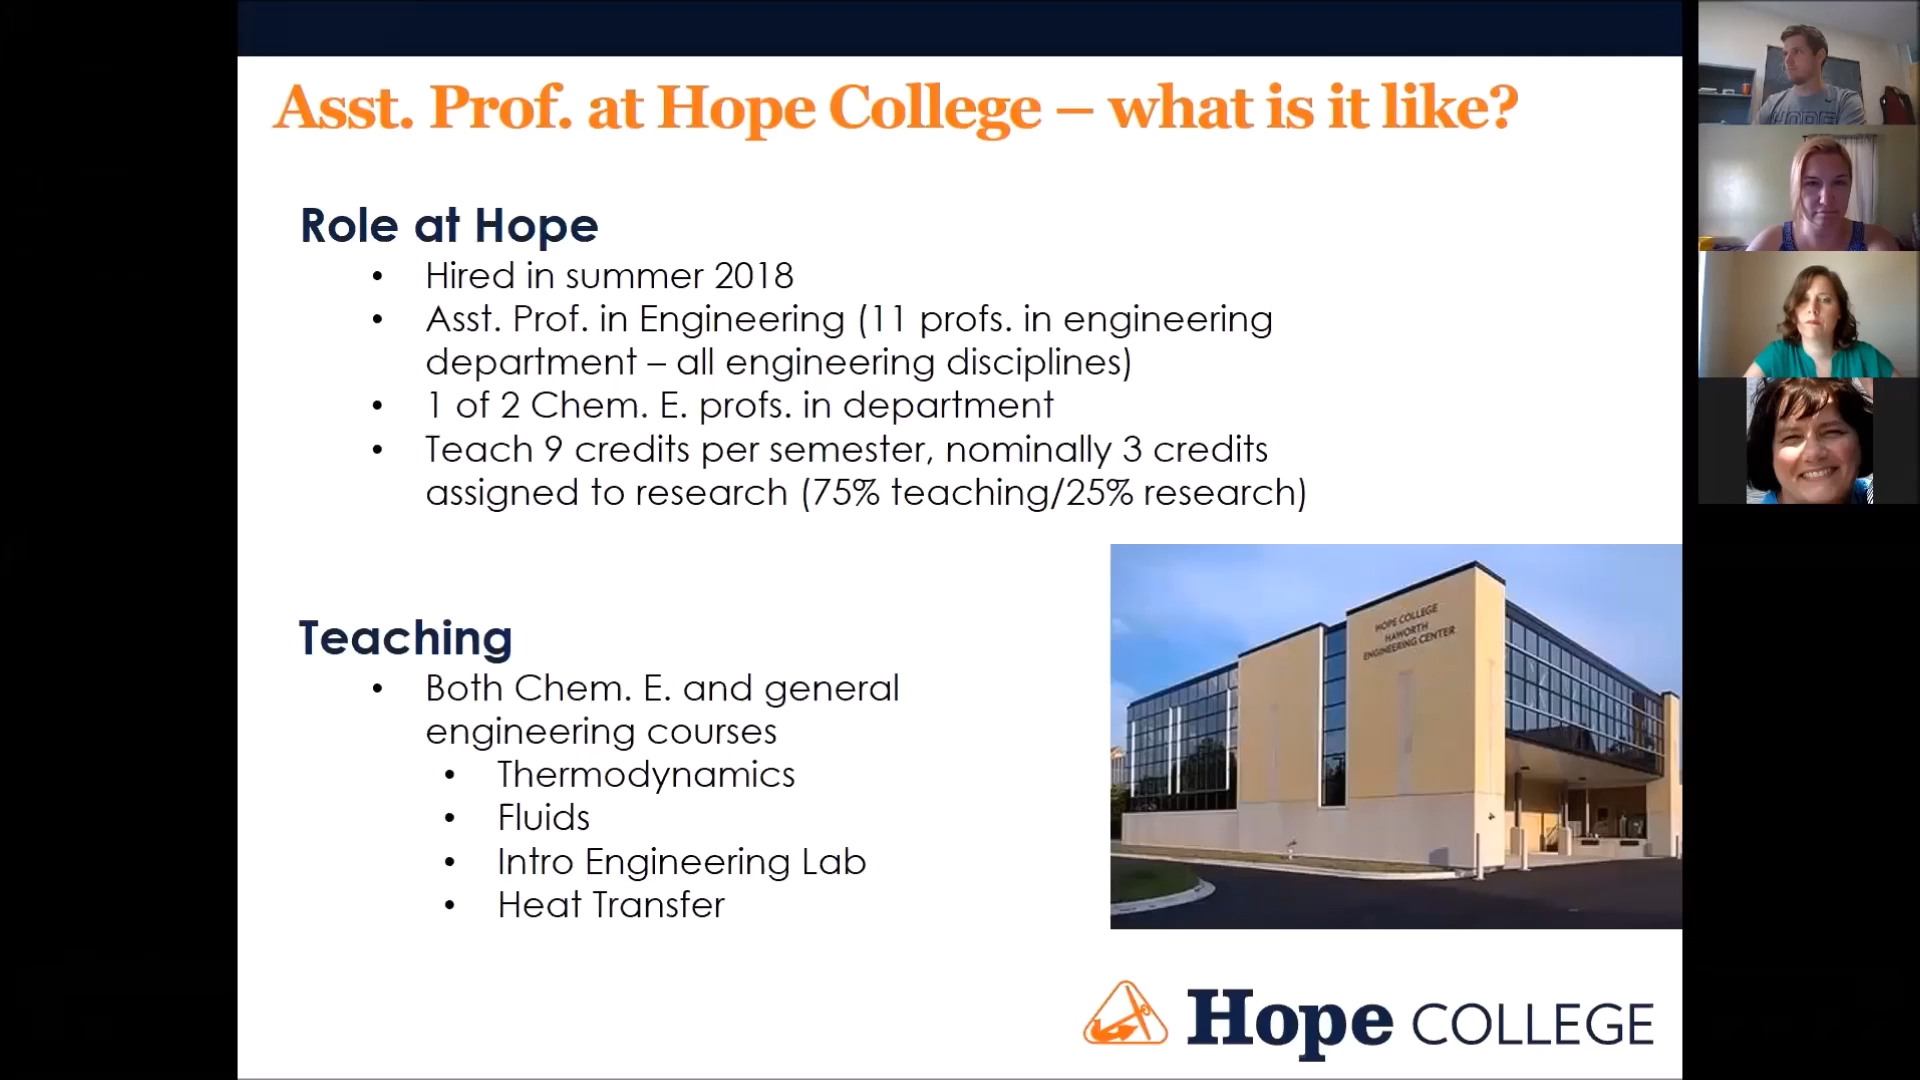 Asst. Prof. at Hope College – what is it like?
Role at Hope
• Hired in summer 2018
• Asst. Prof. in Engineering (11 profs. in engineering
department – all engineering disciplines)
• 1 of 2 Chem. E. profs. in department
• Teach 9 credits per semester, nominally 3 credits
assigned to research (75% teaching/25% research)
Teaching
• Both Chem. E. and general
engineering courses
• Thermodynamics
• Fluids
• Intro Engineering Lab
• Heat Transfer
HOPE COLLEGE
HAWORTH
ENGINEERING CENTER
Hope COLLEGE
HOPE